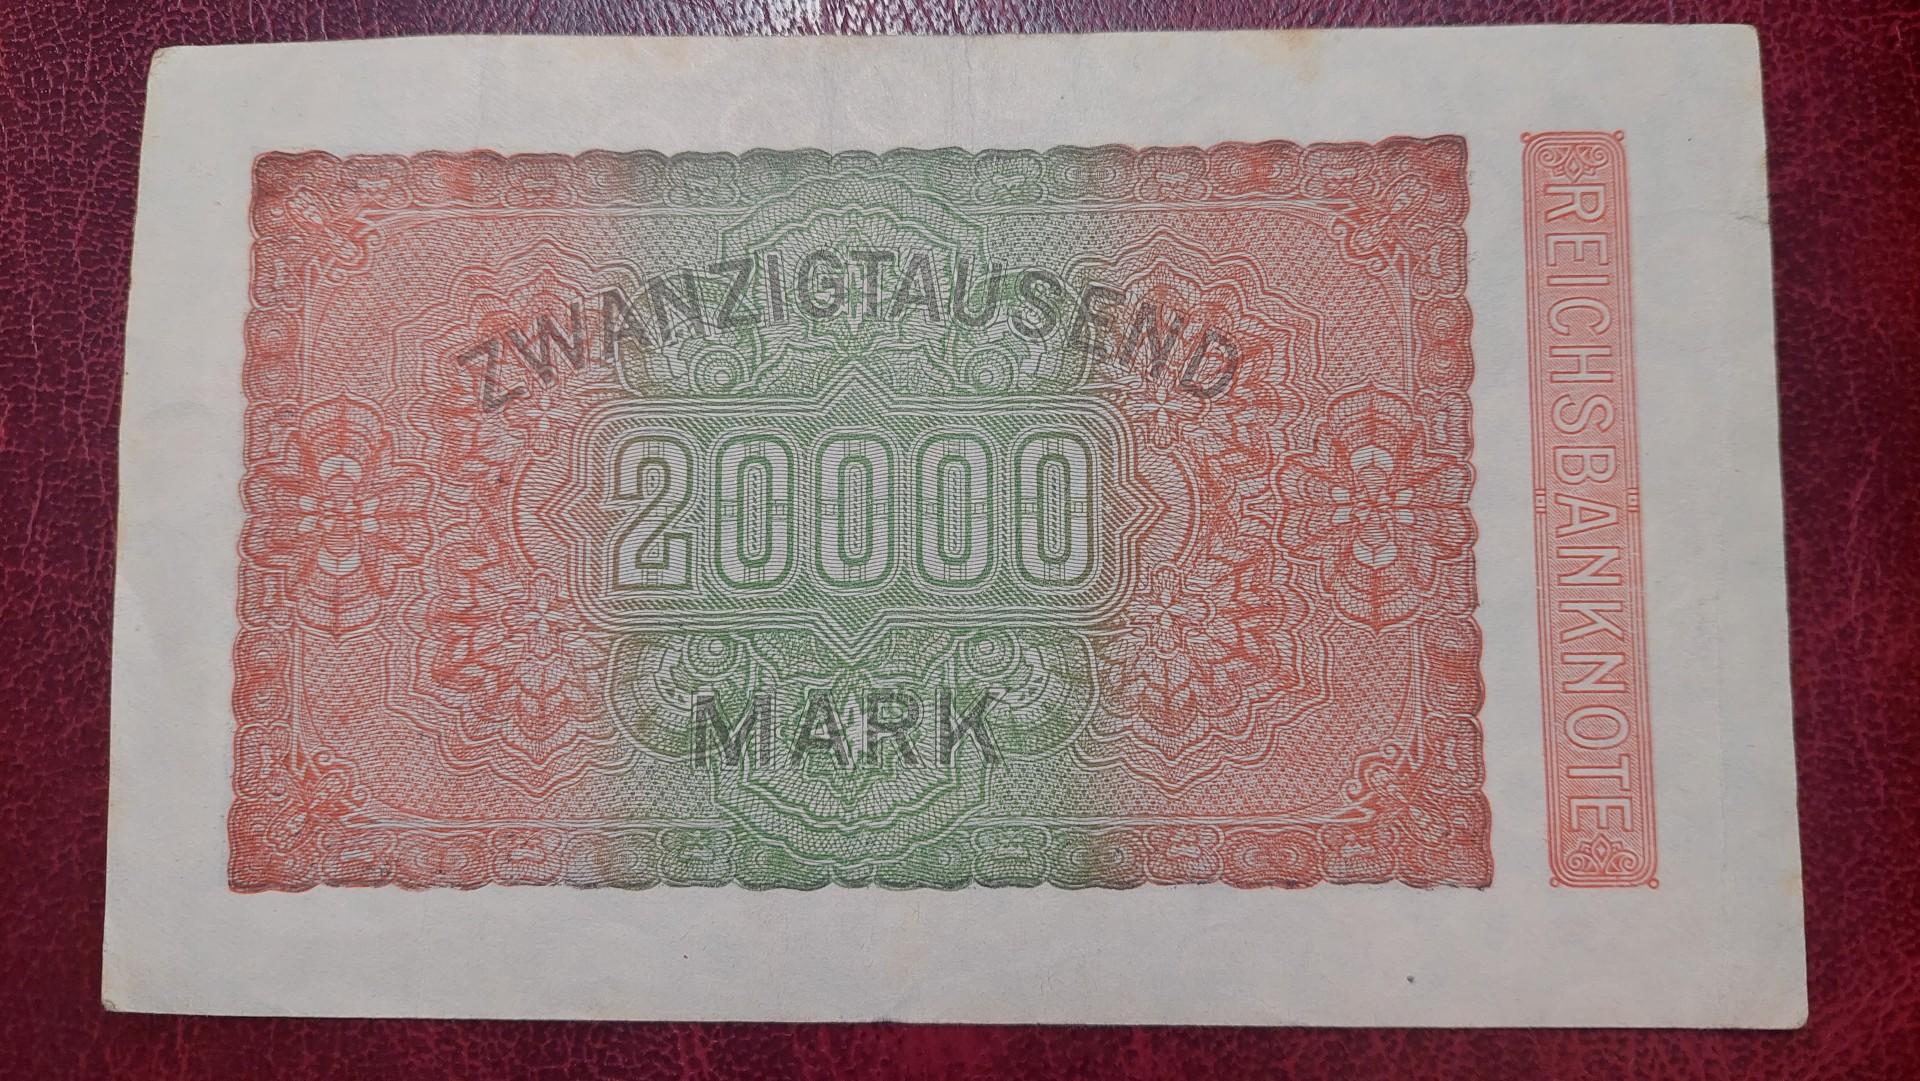 ZWANZIGTAUSEND
20000
MARK
REICHSBANKNOTE